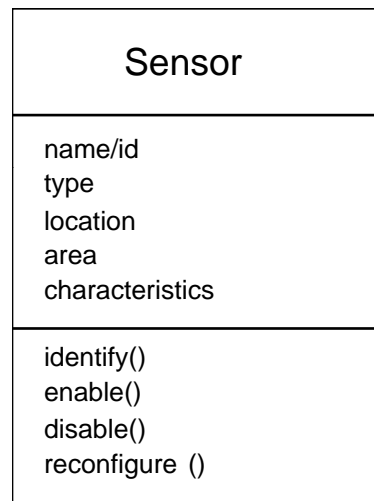 Sensor
name/id
type
location
area
characteristics
identify()
enable()
disable()
reconfigure ()